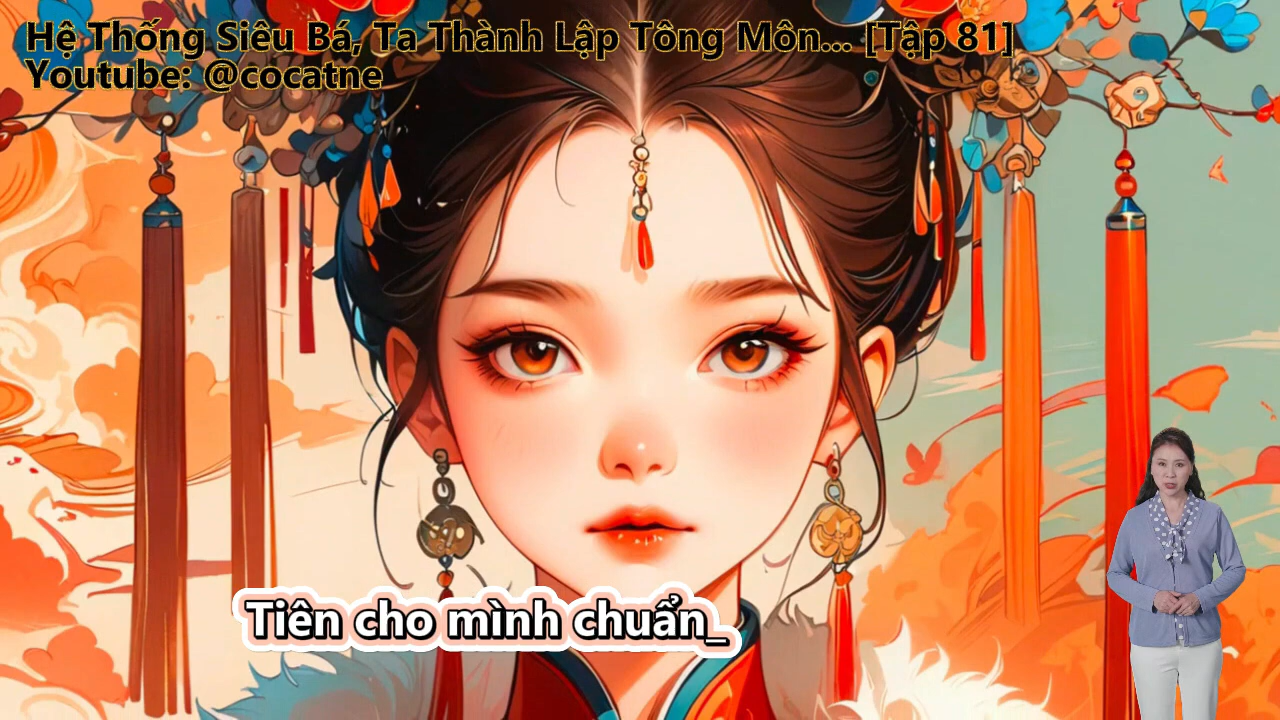 Hệ Thống Siêu Bá, Ta Thành Lập Tông Môn... [Tập 81]
Youtube: @cocatne
Tiên cho mình chuẩn_